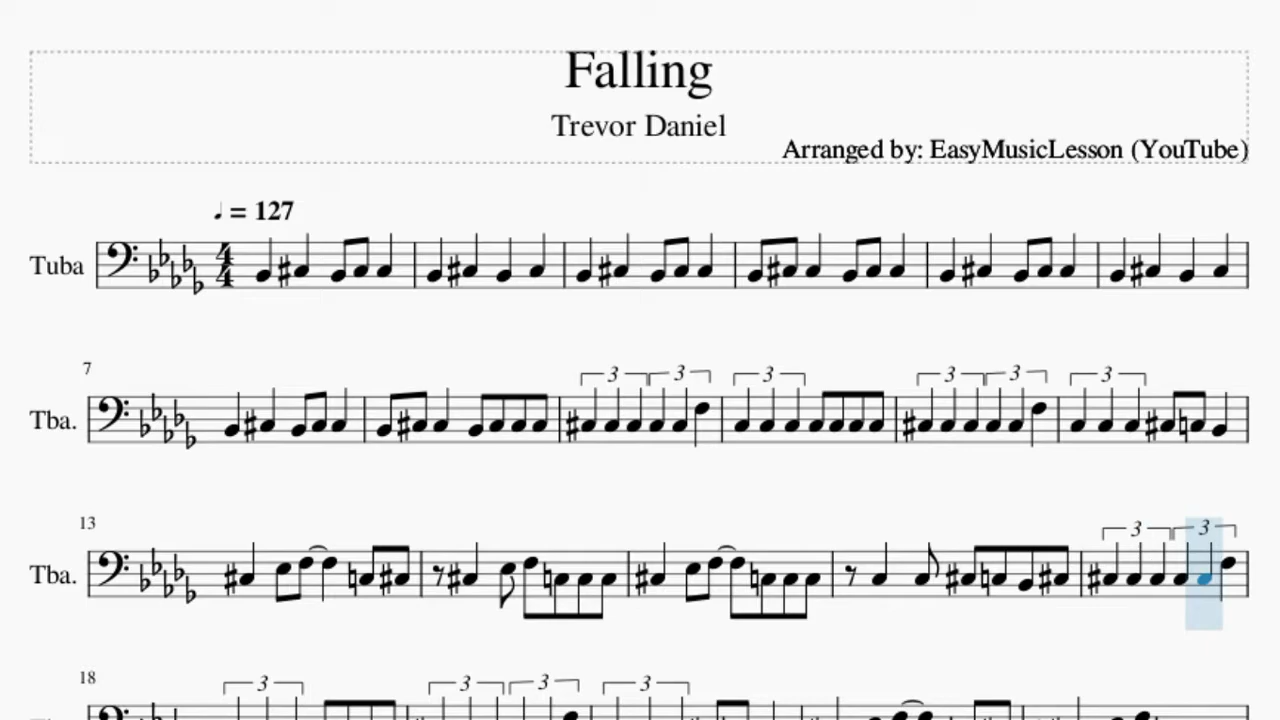 Falling
Trevor Daniel
Arranged by: EasyMusicLesson (YouTube)
♩ = 127
Tuba
4
4
7
3 3 3 3 3 3
Tba.
13
3 3
Tba.
18
3 3 3 3